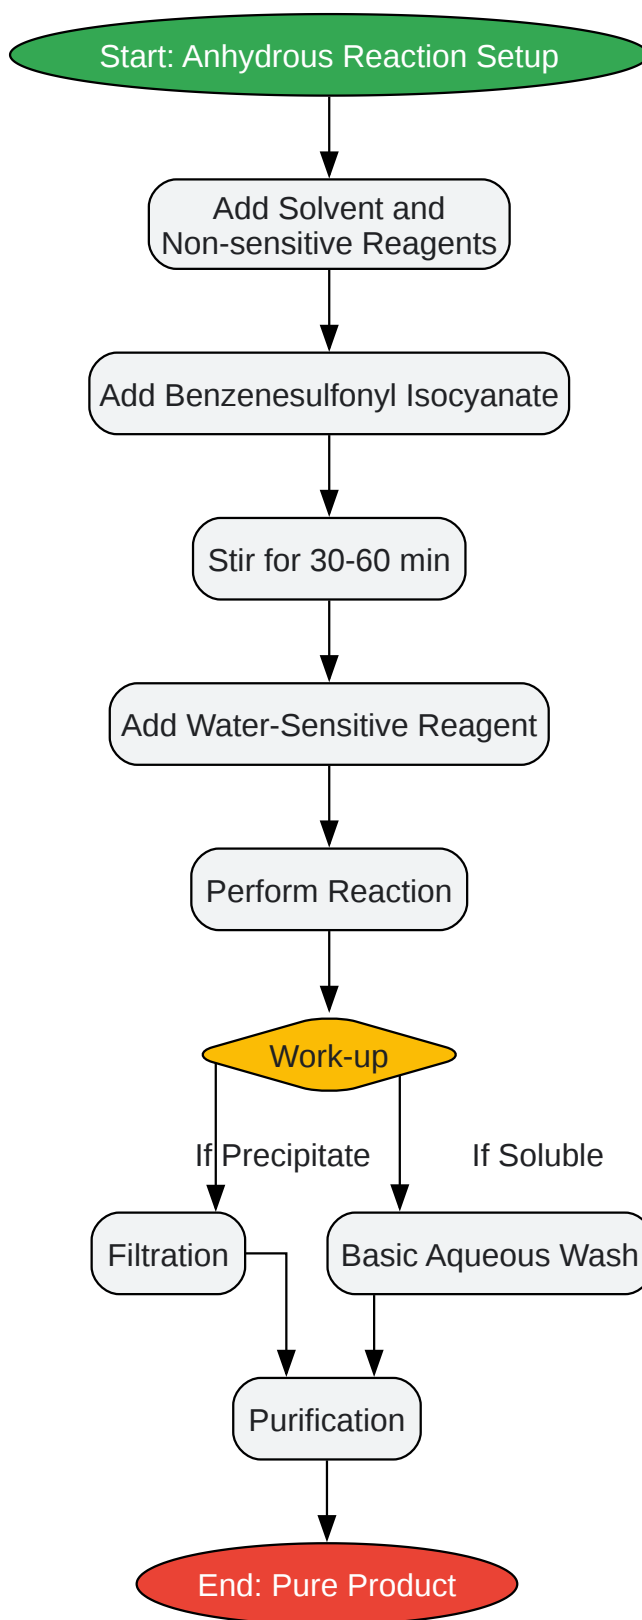 Start: Anhydrous Reaction Setup
Add Solvent and
Non-sensitive Reagents
Add Benzenesulfonyl Isocyanate
Stir for 30-60 min
Add Water-Sensitive Reagent
Perform Reaction
Work-up
If Precipitate
If Soluble
Filtration
Basic Aqueous Wash
Purification
End: Pure Product